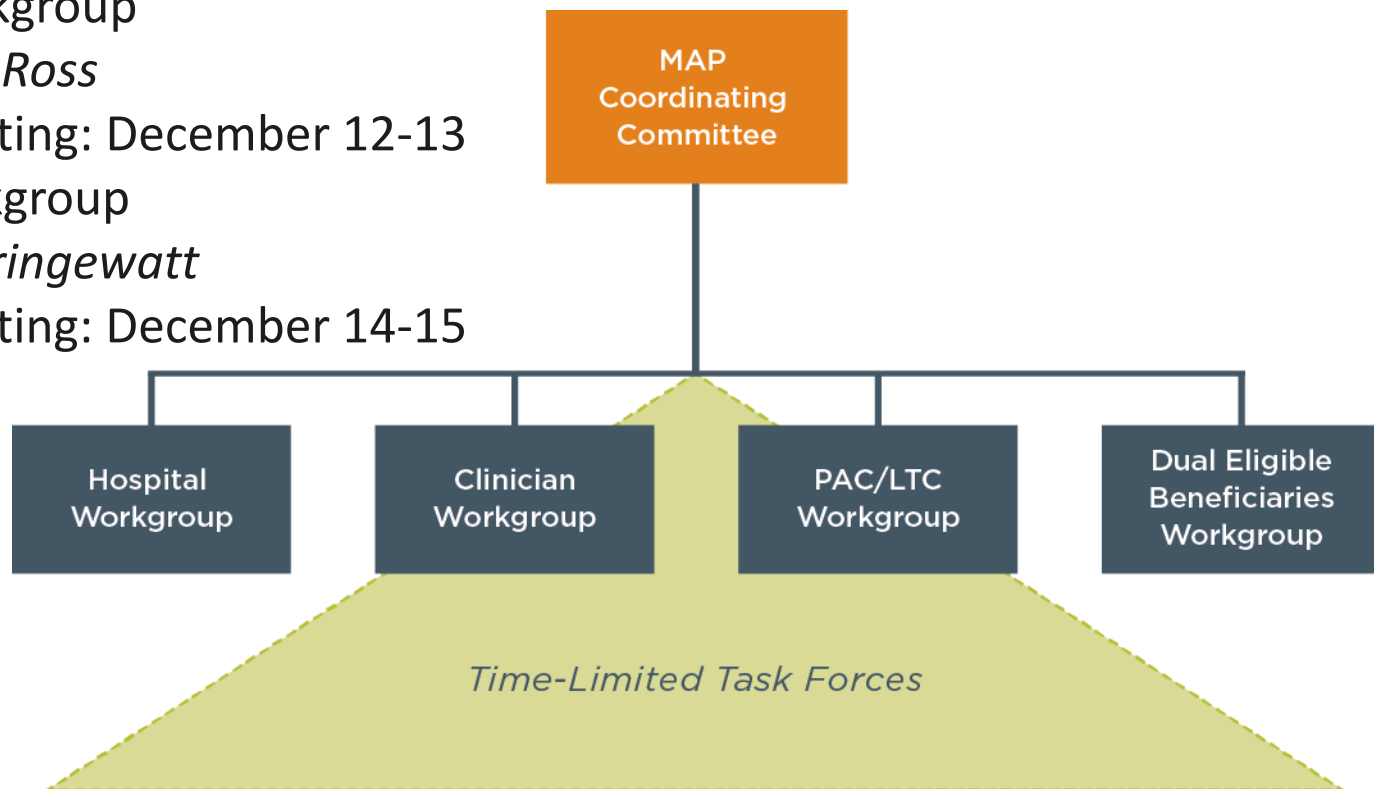 kgroup
Ross
ting: December 12-13
kgroup
ringewatt
ting: December 14-15
MAP
Coordinating
Committee
Hospital
Workgroup
Clinician
Workgroup
PAC/LTC
Workgroup
Dual Eligible
Beneficiaries
Workgroup
Time-Limited Task Forces